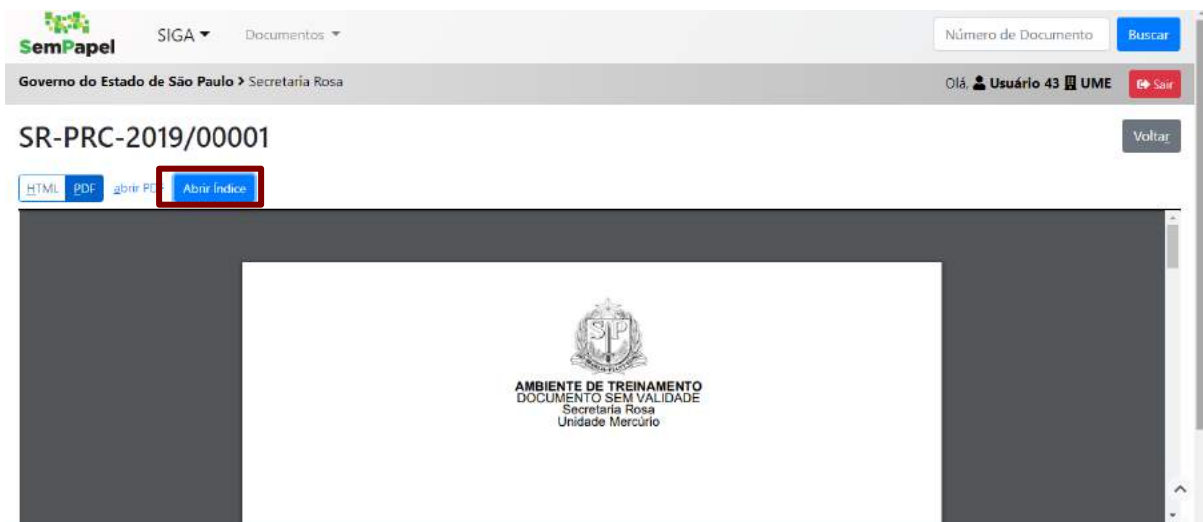 SemPapel SIGA Documentos Número de Documento Buscar
Governo do Estado de São Paulo > Secretaria Rosa Olá, Usuário 43 UME Sair
SR-PRC-2019/00001 Voltar
HTML PDF abrir PDF Abrir Índice
SP
AMBIENTE DE TREINAMENTO
DOCUMENTO SEM VALIDADE
Secretaria Rosa
Unidade Mercúrio